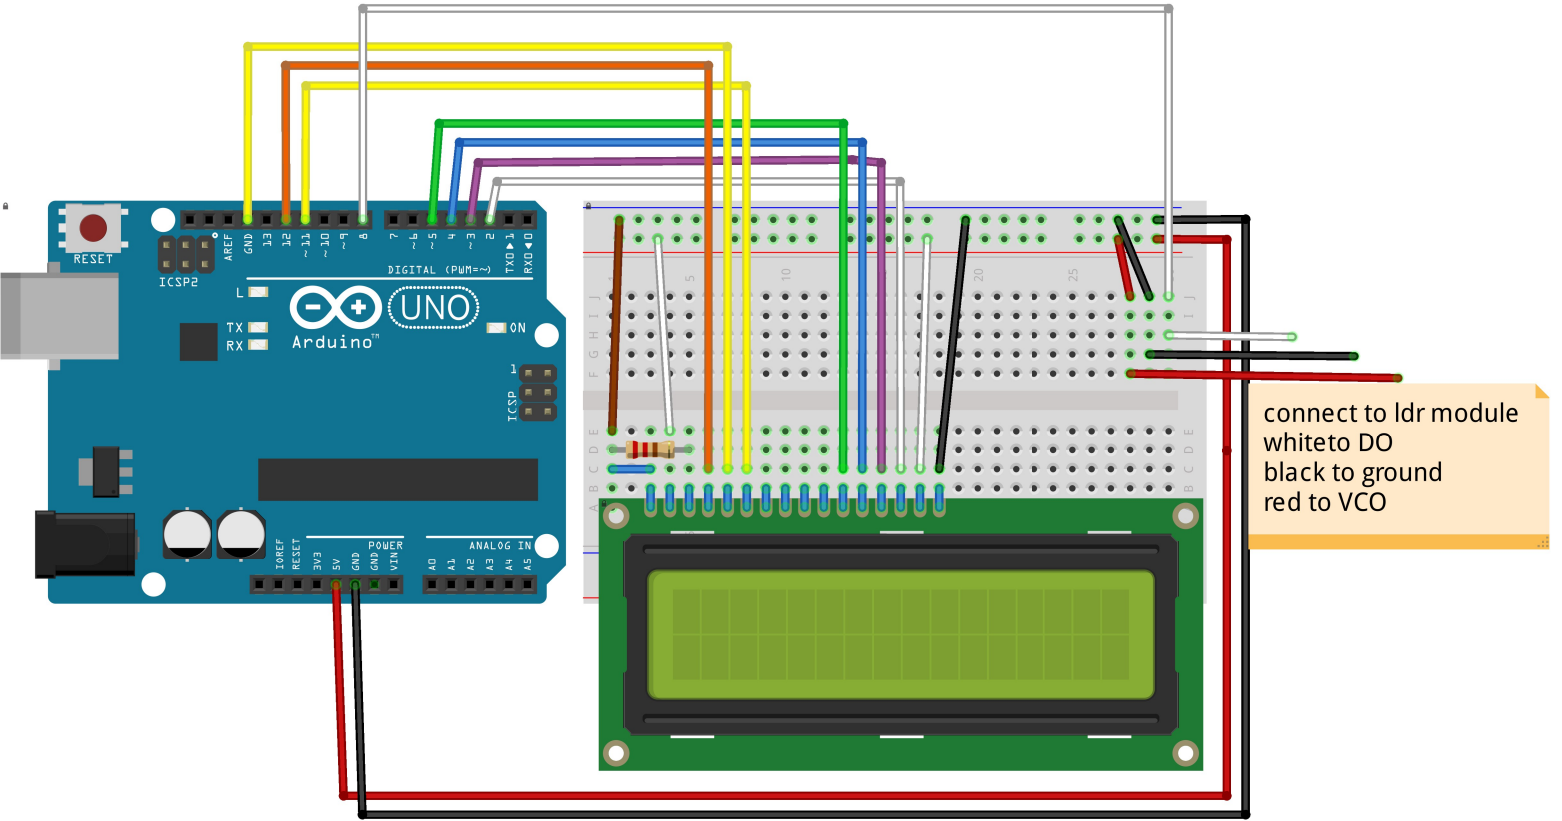 RESET
ICSP2
AREF
GND
13
12
~11
~10
~9
8
7
~6
~5
4
~3
2
TX0▶1
RX0◀0
DIGITAL (PWM=~)
L
TX
RX
UNO
ON
Arduino™
1
ICSP
POWER
ANALOG IN
IOREF
RESET
3V3
5V
GND
GND
VIN
A0
A1
A2
A3
A4
A5
5
10
20
25
J
I
H
G
F
E
D
C
B
A
J
I
H
G
F
E
D
C
B
connect to ldr module
whiteto DO
black to ground
red to VCO